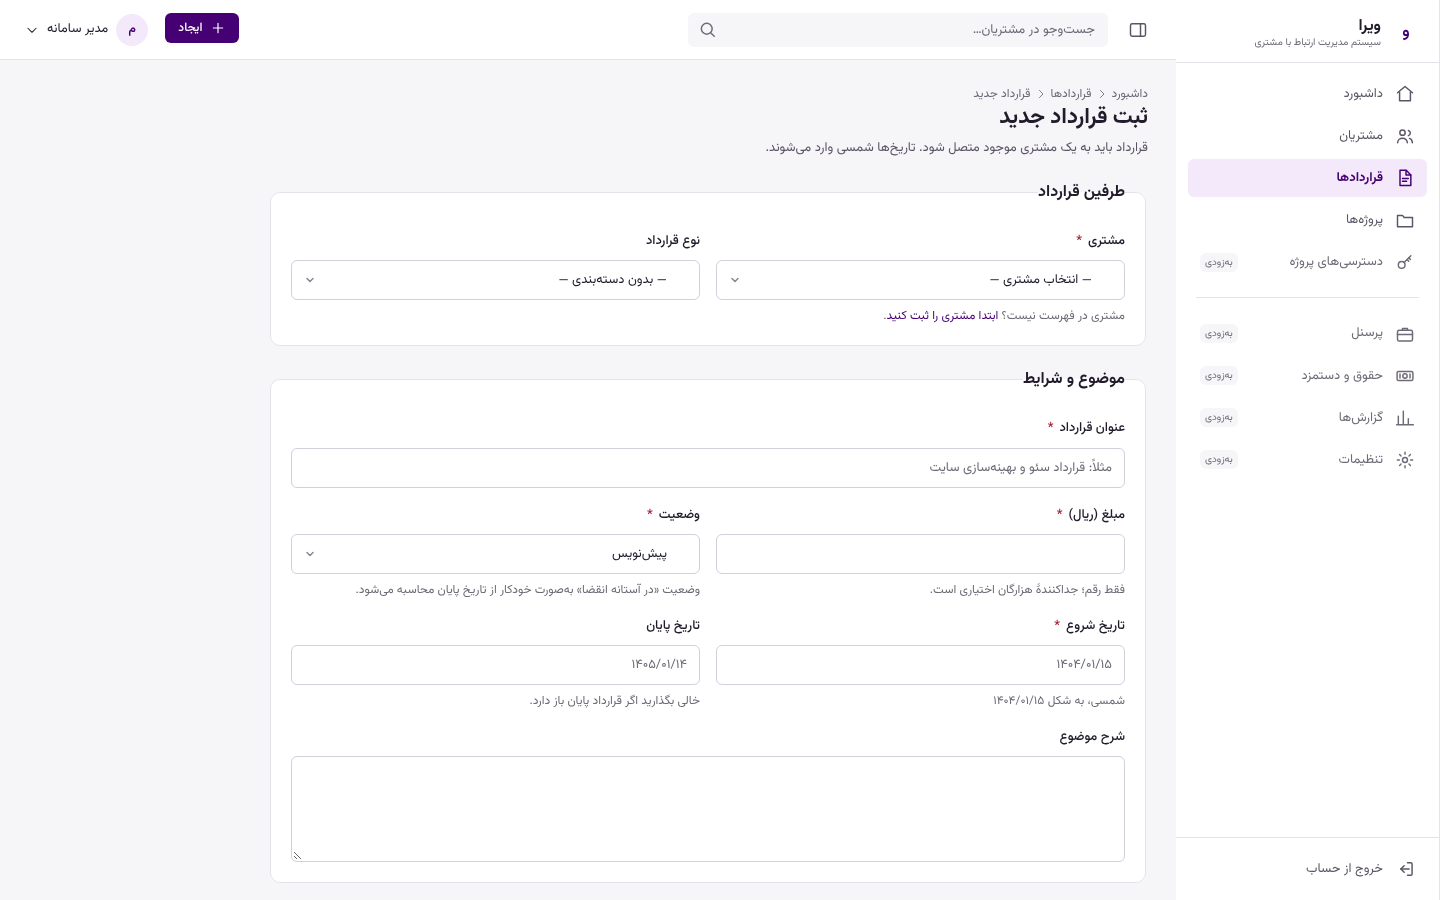 ویرا
سیستم مدیریت ارتباط با مشتری
و
داشبورد
مشتریان
قراردادها
پروژه‌ها
دسترسی‌های پروژه
به‌زودی
پرسنل
به‌زودی
حقوق و دستمزد
به‌زودی
گزارش‌ها
به‌زودی
تنظیمات
به‌زودی
خروج از حساب
جست‌وجو در مشتریان...
ایجاد
م
مدیر سامانه
داشبورد
قراردادها
قرارداد جدید
ثبت قرارداد جدید
قرارداد باید به یک مشتری موجود متصل شود. تاریخ‌ها شمسی وارد می‌شوند.
طرفین قرارداد
مشتری *
نوع قرارداد
— انتخاب مشتری —
— بدون دسته‌بندی —
مشتری در فهرست نیست؟ ابتدا مشتری را ثبت کنید.
موضوع و شرایط
عنوان قرارداد *
مثلاً: قرارداد سئو و بهینه‌سازی سایت
مبلغ (ریال) *
وضعیت *
پیش‌نویس
فقط رقم؛ جداکنندهٔ هزارگان اختیاری است.
وضعیت «در آستانه انقضا» به‌صورت خودکار از تاریخ پایان محاسبه می‌شود.
تاریخ شروع *
تاریخ پایان
۱۴۰۴/۰۱/۱۵
۱۴۰۵/۰۱/۱۴
شمسی، به شکل ۱۴۰۴/۰۱/۱۵
خالی بگذارید اگر قرارداد پایان باز دارد.
شرح موضوع